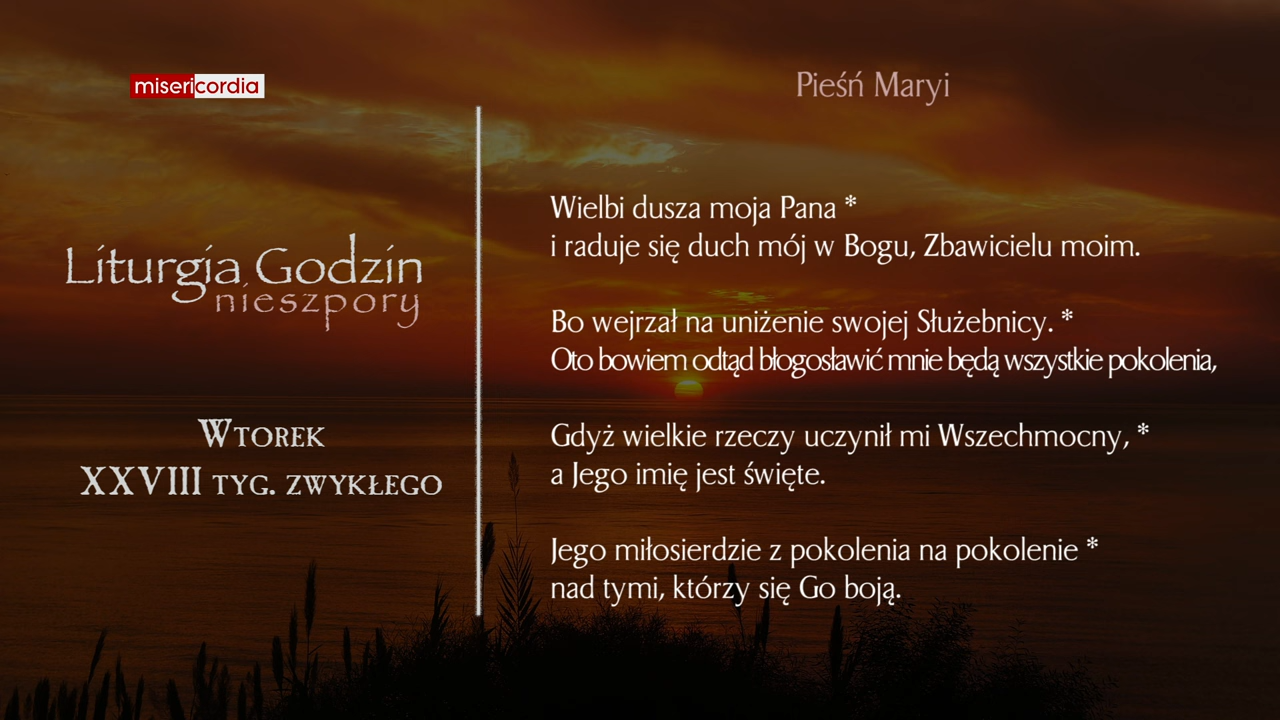 misericordia
Liturgia Godzin
nieszpory
Wtorek
XXVIII tyg. zwykłego
Pieśń Maryi
Wielbi dusza moja Pana *
i raduje się duch mój w Bogu, Zbawicielu moim.
Bo wejrzał na uniżenie swojej Służebnicy. *
Oto bowiem odtąd błogosławić mnie będą wszystkie pokolenia,
Gdyż wielkie rzeczy uczynił mi Wszechmocny, *
a Jego imię jest święte.
Jego miłosierdzie z pokolenia na pokolenie *
nad tymi, którzy się Go boją.